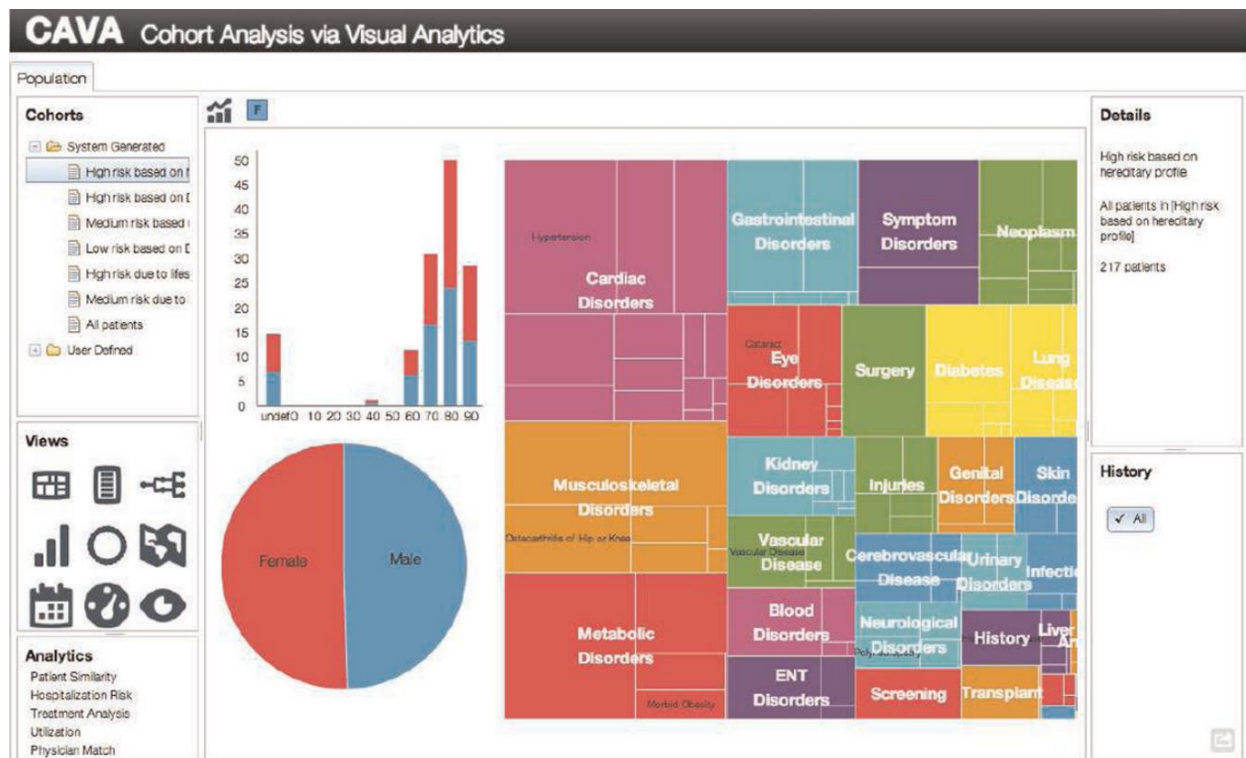 CAVA Cohort Analysis via Visual Analytics
Population
Cohorts
System Generated
High risk based on
High risk based on D
Medium risk based
Low risk based on D
High risk due to lifes
Medium risk due to
All patients
User Defined
Views
Analytics
Patient Similarity
Hospitalization Risk
Treatment Analysis
Utilization
Physician Match
F
50
45
40
35
30
25
20
15
10
5
0
undef0 10 20 30 40 50 60 70 80 90
Female
Male
Hypertension
Cardiac
Disorders
Gastrointestinal
Disorders
Symptom
Disorders
Neoplasm
Cataract
Eye
Disorders
Surgery
Diabetes
Lung
Disease
Musculoskeletal
Disorders
Osteoarthritis of Hip or Knee
Kidney
Disorders
Injuries
Genital
Disorders
Skin
Disorde
Vascular
Disease
Vascular Disease
Cerebrovascular
Disease
Urinary
Disorders
Infectio
Metabolic
Disorders
Morbid Obesity
Blood
Disorders
Neurological
Disorders
History
Liver
An
ENT
Disorders
Screening
Transplant
Details
High risk based on
hereditary profile
All patients in [High risk
based on hereditary
profile]
217 patients
History
✓ All